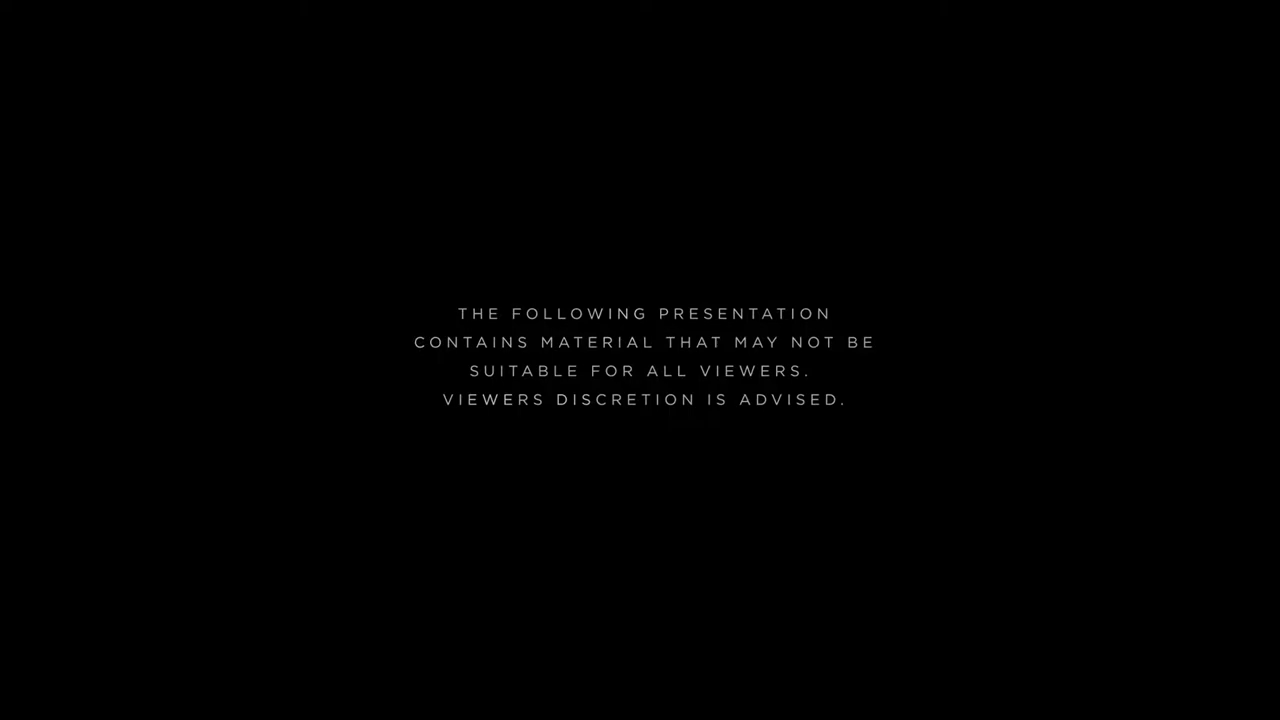 THE FOLLOWING PRESENTATION
CONTAINS MATERIAL THAT MAY NOT BE
SUITABLE FOR ALL VIEWERS.
VIEWERS DISCRETION IS ADVISED.